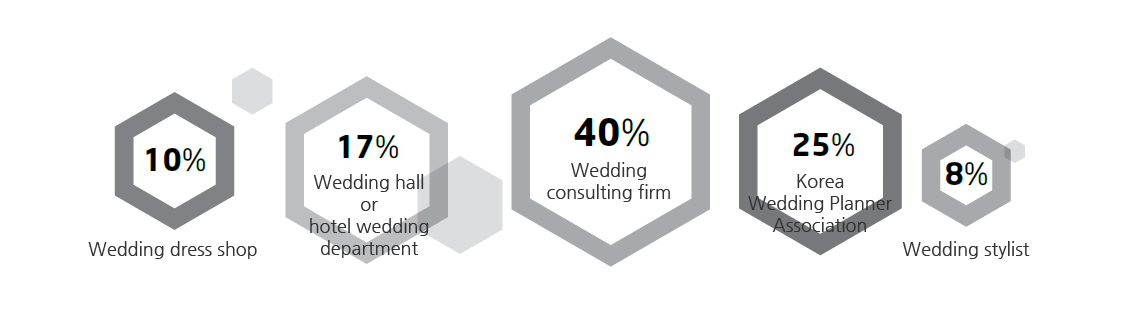 10%
Wedding dress shop
17%
Wedding hall
or
hotel wedding
department
40%
Wedding
consulting firm
25%
Korea
Wedding Planner
Association
8%
Wedding stylist